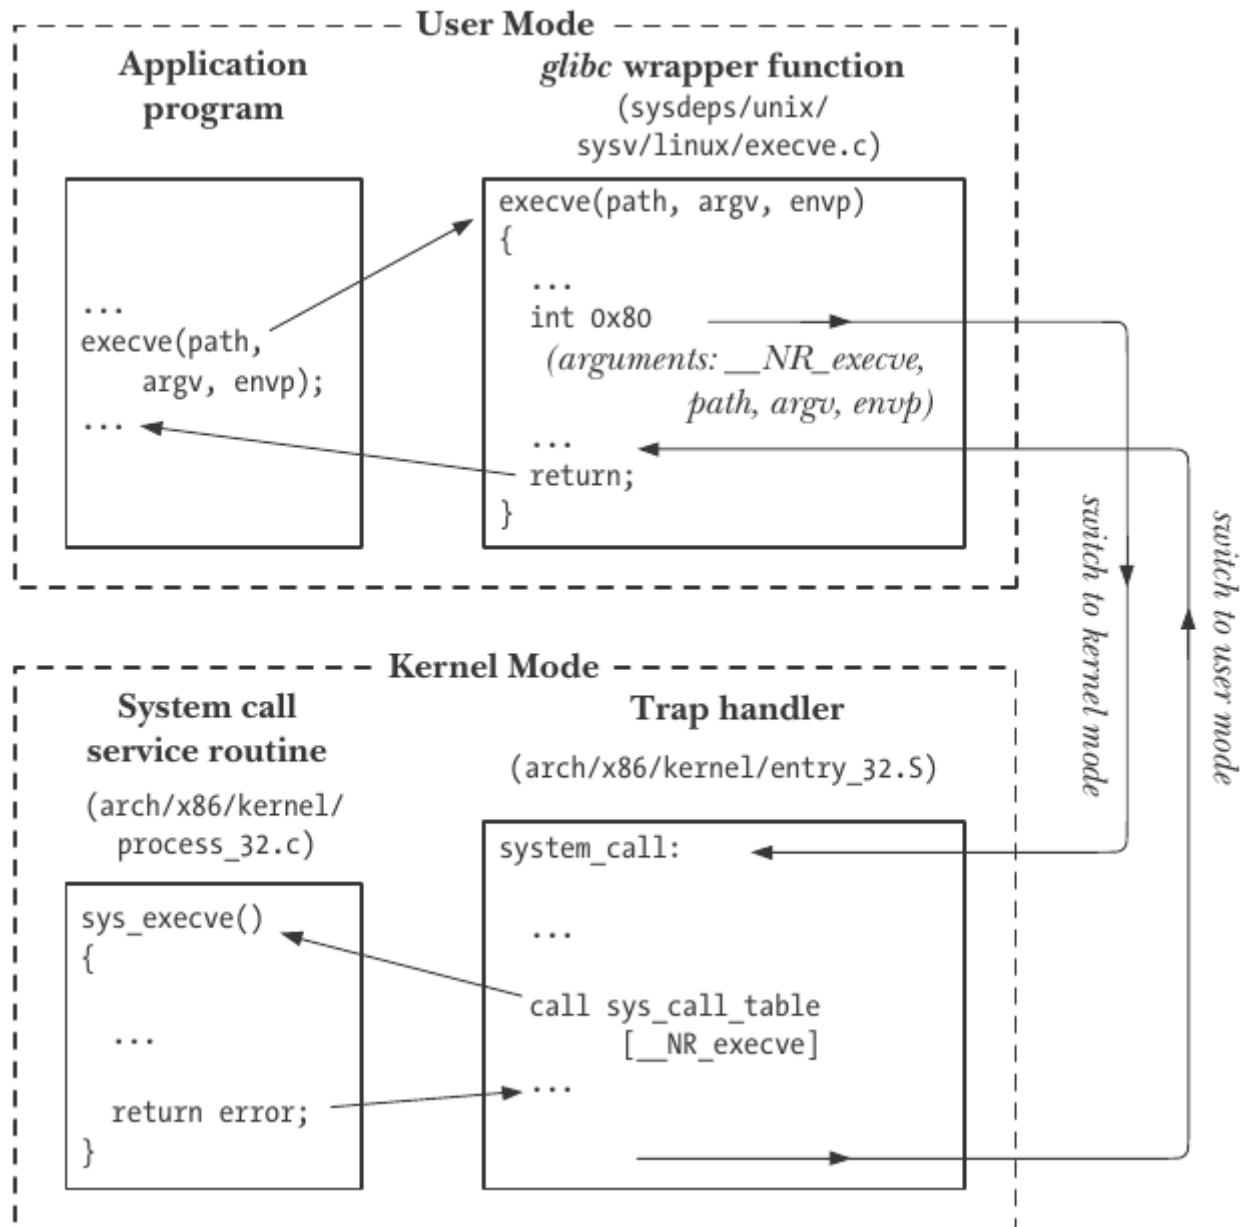 User Mode
Application
program
glibc wrapper function
(sysdeps/unix/
sysv/linux/execve.c)
...
execve(path,
argv, envp);
...
execve(path, argv, envp)
{
...
int 0x80
(arguments: __NR_execve,
path, argv, envp)
...
return;
}
switch to kernel mode
switch to user mode
Kernel Mode
System call
service routine
(arch/x86/kernel/
process_32.c)
Trap handler
(arch/x86/kernel/entry_32.S)
sys_execve()
{
...
return error;
}
system_call:
...
call sys_call_table
[__NR_execve]
...